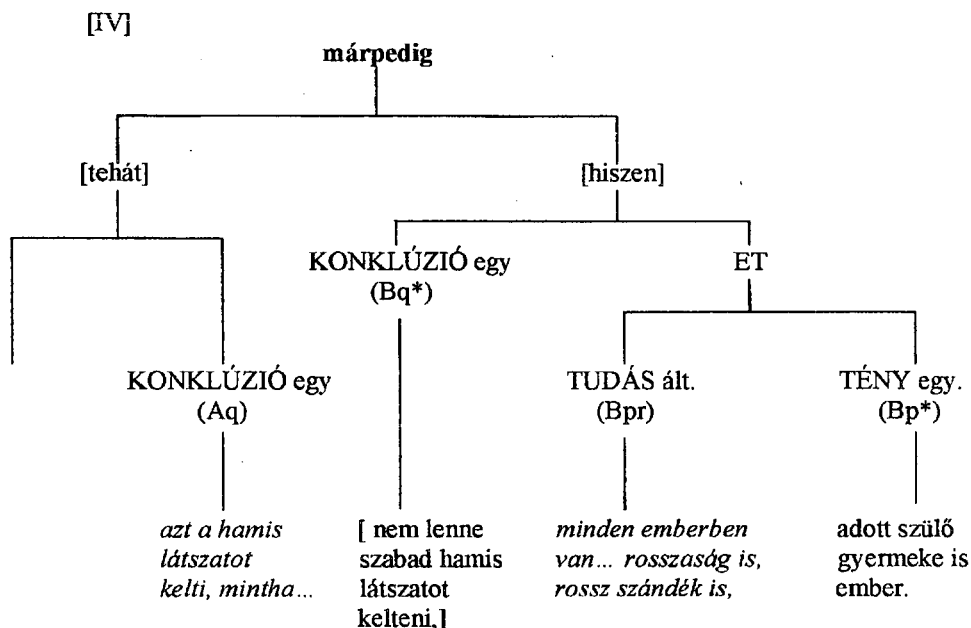 [IV]
márpedig
[tehát]
[hiszen]
KONKLÚZIÓ egy
(Bq*)
ET
KONKLÚZIÓ egy
(Aq)
TUDÁS ált.
(Bpr)
TÉNY egy.
(Bp*)
azt a hamis
látszatot
kelti, mintha...
[ nem lenne
szabad hamis
látszatot
kelteni,]
minden emberben
van... rosszaság is,
rossz szándék is,
adott szülő
gyermeke is
ember.